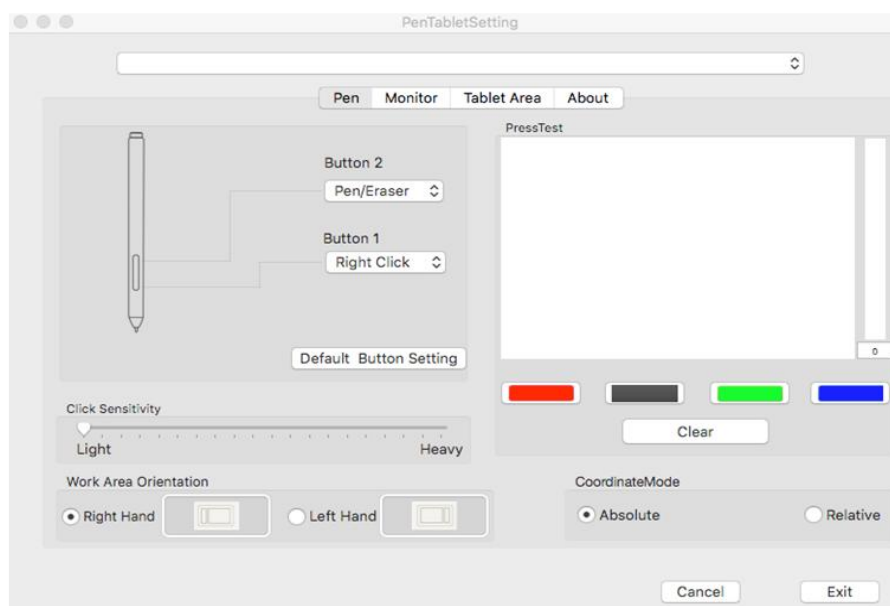 PenTabletSetting
Pen Monitor Tablet Area About
PressTest
Button 2
Pen/Eraser
Button 1
Right Click
Default Button Setting
0
Clear
Click Sensitivity
Light Heavy
Work Area Orientation
Right Hand Left Hand
CoordinateMode
Absolute Relative
Cancel Exit